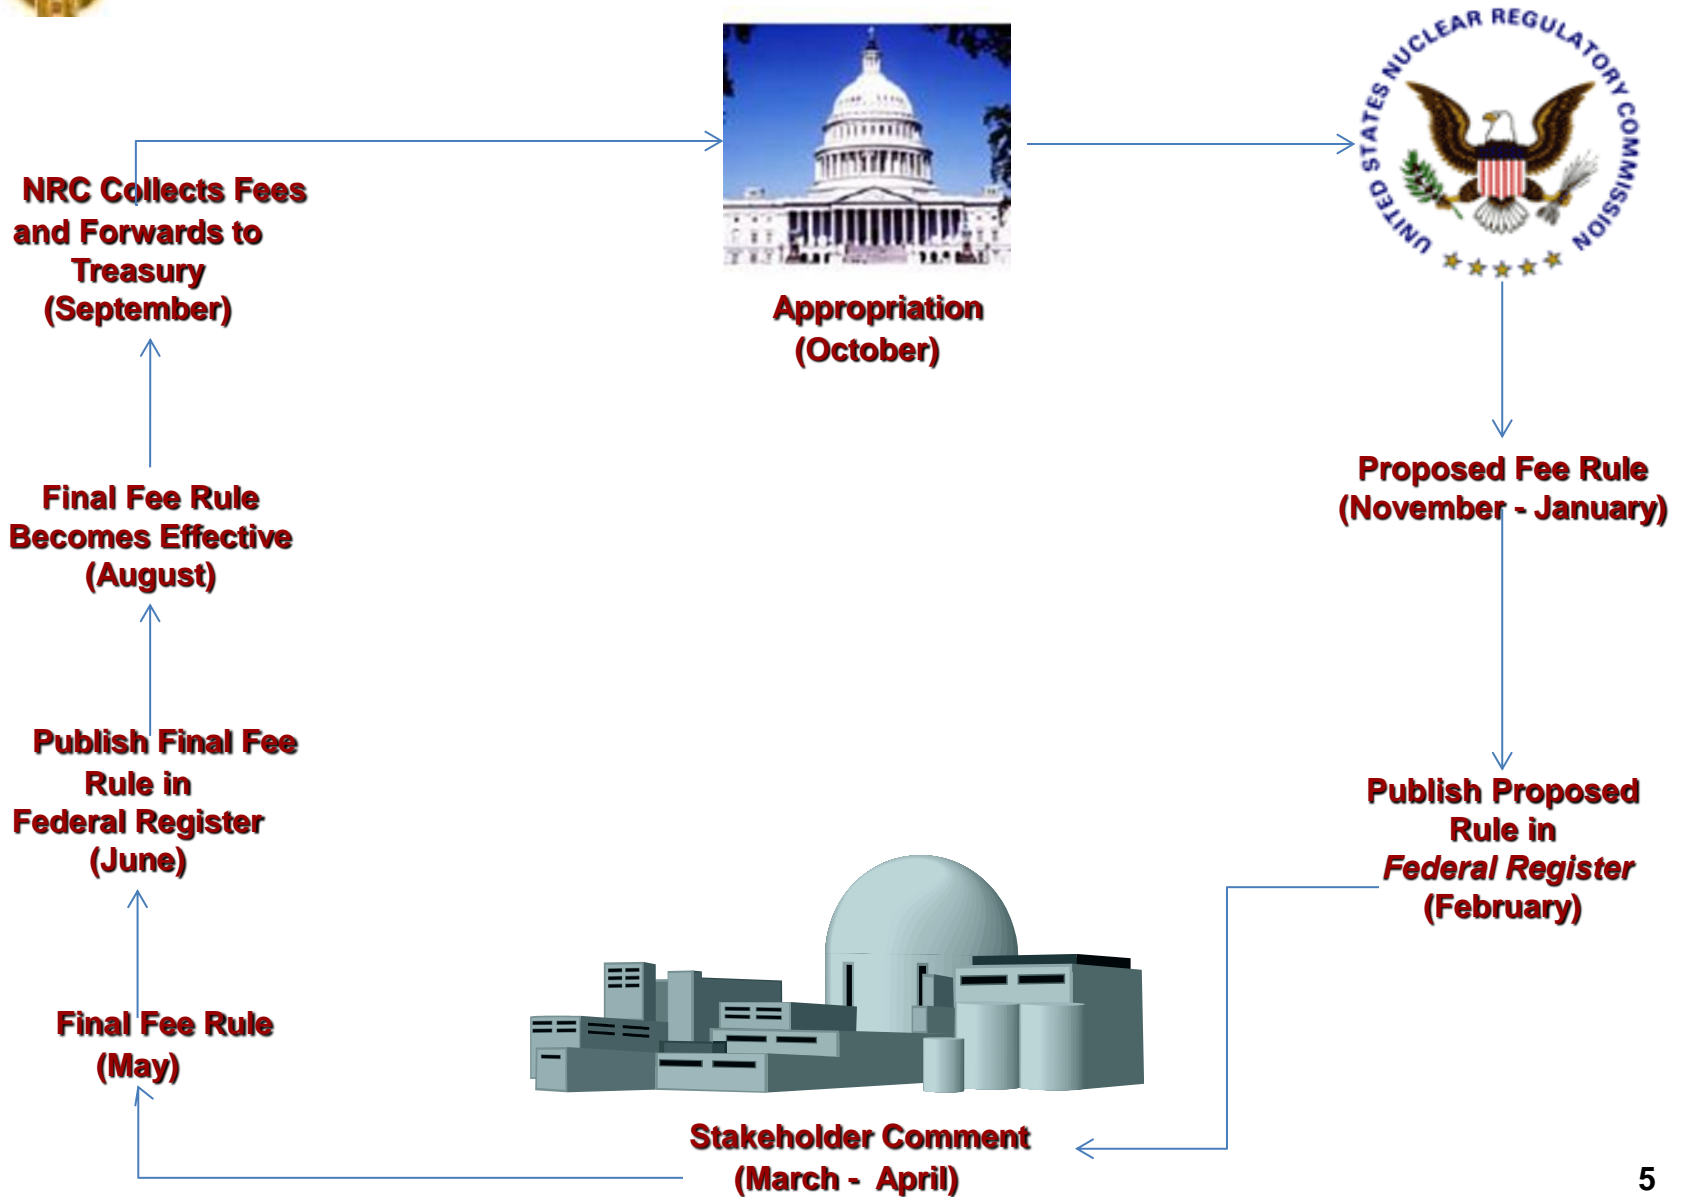 UNITED STATES NUCLEAR REGULATORY COMMISSION
Appropriation
(October)
Proposed Fee Rule
(November - January)
Publish Proposed
Rule in
Federal Register
(February)
Stakeholder Comment
(March - April)
Final Fee Rule
(May)
Publish Final Fee
Rule in
Federal Register
(June)
Final Fee Rule
Becomes Effective
(August)
NRC Collects Fees
and Forwards to
Treasury
(September)
5